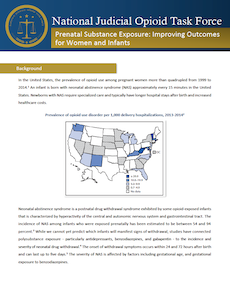 National Judicial Opioid Task Force
Prenatal Substance Exposure: Improving Outcomes
for Women and Infants
Background
In the United States, the prevalence of opioid use among pregnant women more than quadrupled from 1999 to
2014.¹ An infant is born with neonatal abstinence syndrome (NAS) approximately every 15 minutes in the United
States. Newborns with NAS require specialized care and typically have longer hospital stays after birth and increased
healthcare costs.
Prevalence of opioid use disorder per 1,000 delivery hospitalizations, 2013-2014
Neonatal abstinence syndrome is a postnatal drug withdrawal syndrome exhibited by some opioid-exposed infants
that is characterized by hyperactivity of the central and autonomic nervous system and gastrointestinal tract. The
incidence of NAS among infants who were exposed prenatally has been estimated to be between 54 and 94
percent. While we cannot yet predict which infants will manifest signs of withdrawal, studies have connected
polysubstance exposure - particularly antidepressants, benzodiazepines, and gabapentin - to the incidence and
severity of neonatal drug withdrawal. The onset of withdrawal symptoms occurs within 24 and 72 hours after birth
and can last up to five days. The severity of NAS is affected by factors including gestational age, and gestational
exposure to benzodiazepines